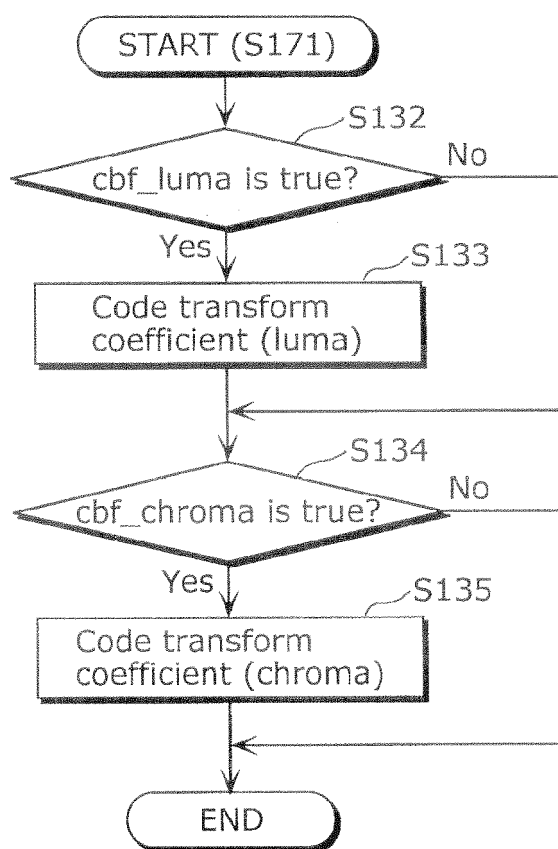 START (S171)
S132
cbf_luma is true?
No
Yes
S133
Code transform
coefficient (luma)
S134
cbf_chroma is true?
No
Yes
S135
Code transform
coefficient (chroma)
END